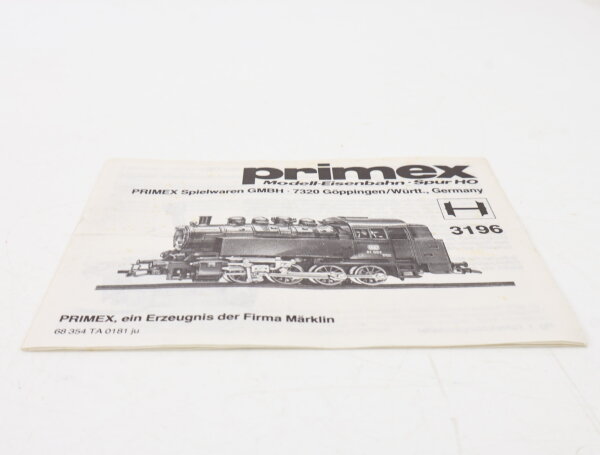 primex
Modell-Eisenbahn · Spur HO
PRIMEX Spielwaren GMBH · 7320 Göppingen/Württ., Germany
3196
PRIMEX, ein Erzeugnis der Firma Märklin
68 354 TA 0181 ju